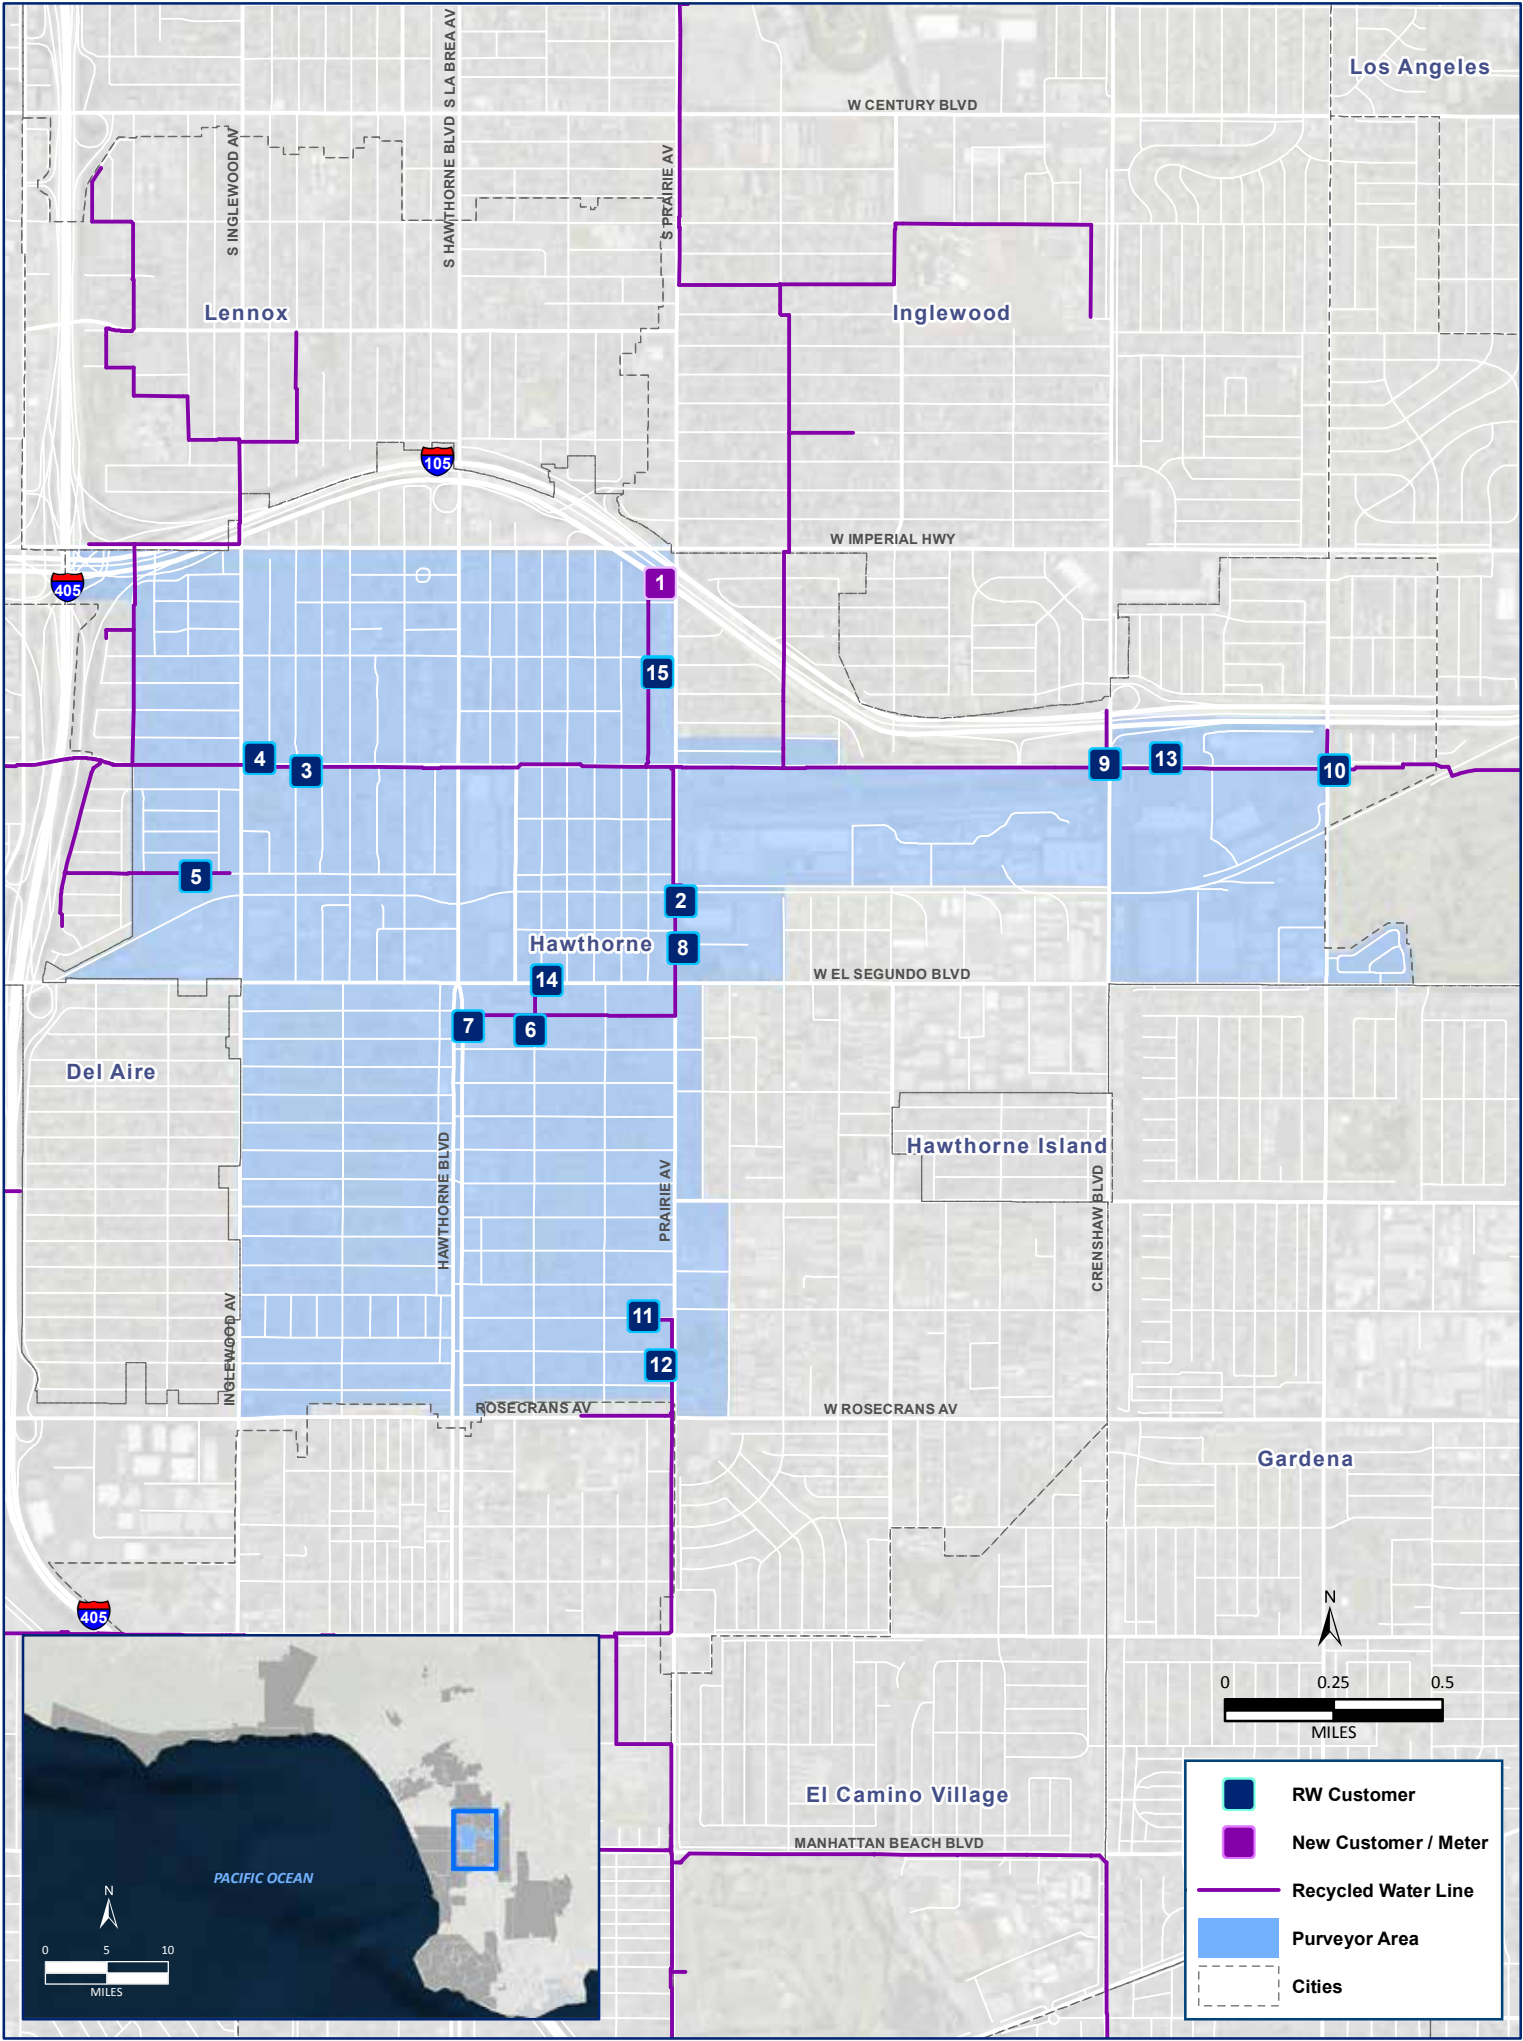 Los Angeles
W CENTURY BLVD
S LA BREA AV
S HAWTHORNE BLVD
S INGLEWOOD AV
S PRAIRIE AV
Lennox
Inglewood
105
W IMPERIAL HWY
405
1
15
4
3
9
13
10
5
2
Hawthorne
8
14
W EL SEGUNDO BLVD
7
6
Del Aire
Hawthorne Island
HAWTHORNE BLVD
PRAIRIE AV
CRENSHAW BLVD
INGLEWOOD AV
11
12
ROSECRANS AV
W ROSECRANS AV
Gardena
405
N
0 0.25 0.5
MILES
El Camino Village
MANHATTAN BEACH BLVD
PACIFIC OCEAN
N
0 5 10
MILES
RW Customer
New Customer / Meter
Recycled Water Line
Purveyor Area
Cities